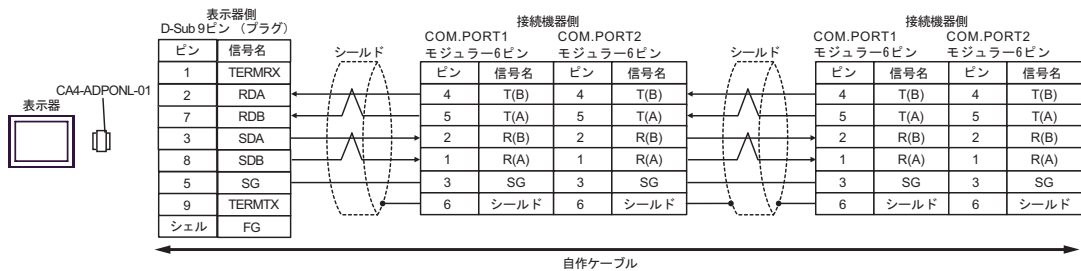 表示器側
D-Sub 9ピン （プラグ）
ピン 信号名
1 TERMRX
2 RDA
7 RDB
3 SDA
8 SDB
5 SG
9 TERMTX
シェル FG
表示器
CA4-ADPONL-01
シールド
接続機器側
COM.PORT1 COM.PORT2
モジュラー6ピン モジュラー6ピン
ピン 信号名 ピン 信号名
4 T(B) 4 T(B)
5 T(A) 5 T(A)
2 R(B) 2 R(B)
1 R(A) 1 R(A)
3 SG 3 SG
6 シールド 6 シールド
シールド
接続機器側
COM.PORT1 COM.PORT2
モジュラー6ピン モジュラー6ピン
ピン 信号名 ピン 信号名
4 T(B) 4 T(B)
5 T(A) 5 T(A)
2 R(B) 2 R(B)
1 R(A) 1 R(A)
3 SG 3 SG
6 シールド 6 シールド
自作ケーブル